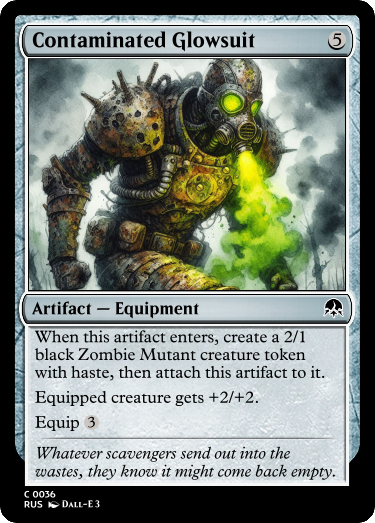 Contaminated Glowsuit 5
Artifact — Equipment
When this artifact enters, create a 2/1
black Zombie Mutant creature token
with haste, then attach this artifact to it.
Equipped creature gets +2/+2.
Equip 3
Whatever scavengers send out into the
wastes, they know it might come back empty.
C 0036
RUS DALL-E 3